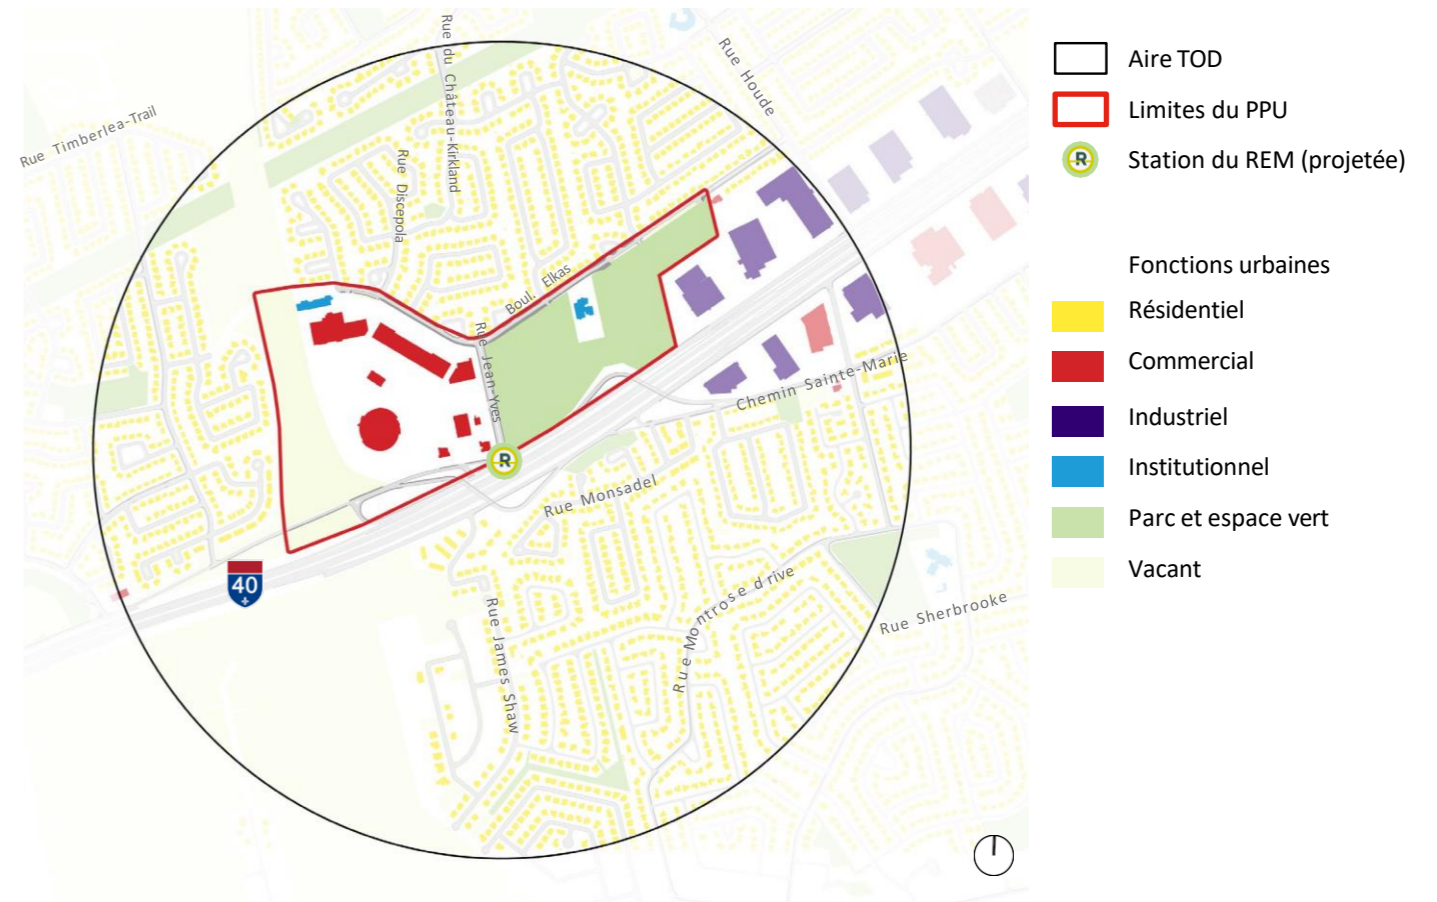 Rue Timberlea-Trail
Rue du Château-Kirkland
Rue Houde
Rue Discepola
Boul. Elkas
Rue Jean-Yves
Chemin Sainte-Marie
R
Rue Monsadel
40
Rue James Shaw
Rue Montrose drive
Rue Sherbrooke
Aire TOD
Limites du PPU
R
Station du REM (projetée)
Fonctions urbaines
Résidentiel
Commercial
Industriel
Institutionnel
Parc et espace vert
Vacant